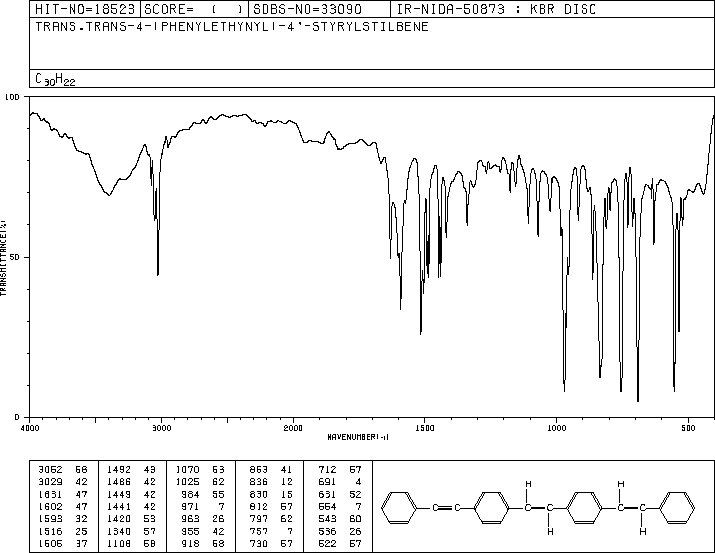 HIT-NO=18523 SCORE= ( ) SDBS-NO=33090 IR-NIDA-50873 : KBR DISC
TRANS,TRANS-4-(PHENYLETHYNYL)-4'-STYRYLSTILBENE
C30H22
100
50
0
TRANSMITTANCE(%)
4000 3000 2000 1500 1000 500
WAVENUMBER(-1)
3052 68 1492 49 1070 53 863 41 712 57
3029 42 1486 42 1025 62 836 12 691 4
1631 47 1449 42 984 55 830 15 631 52
1602 47 1441 42 971 7 812 57 554 7
1593 32 1420 53 963 26 797 62 543 60
1516 25 1340 57 955 42 757 7 536 26
1505 37 1108 58 918 58 730 57 522 57
H H
C C C C C C
H H